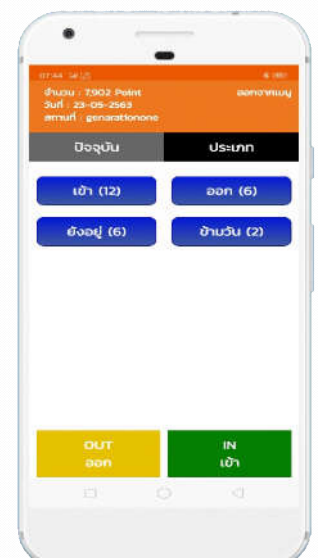 07:44
จำนวน : 7,902 Point
ออกจากเมนู
วันที่ : 23-05-2563
สถานที่ : genarationone
ปัจจุบัน
ประเภท
เข้า (12)
ออก (6)
ยังอยู่ (6)
ข้ามวัน (2)
OUT
ออก
IN
เข้า